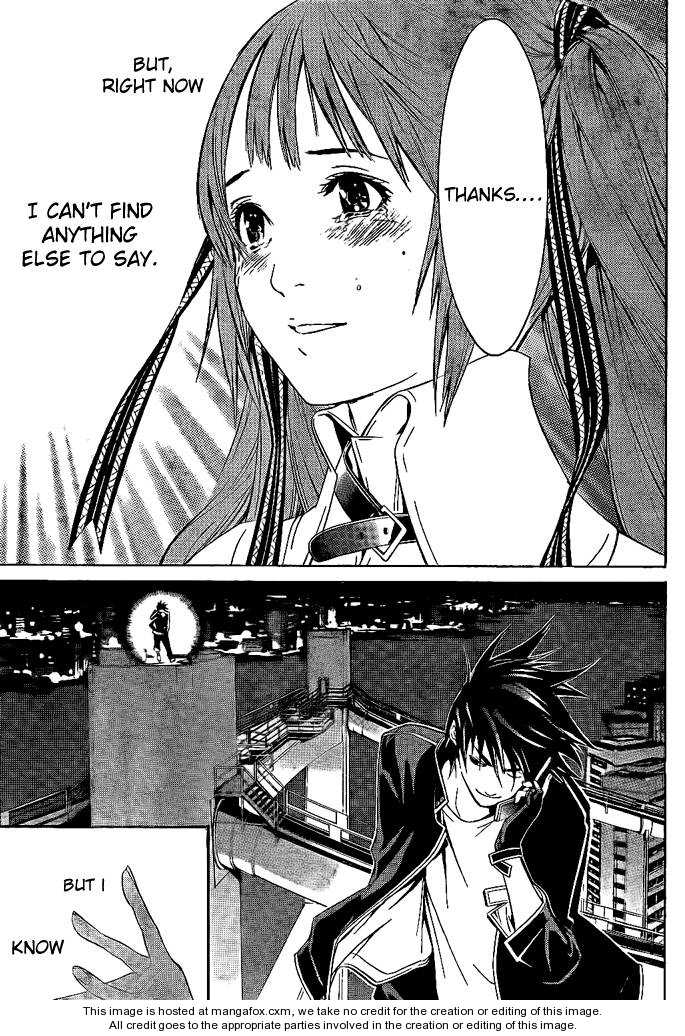 BUT,
RIGHT NOW
THANKS....
I CAN'T FIND
ANYTHING
ELSE TO SAY.
BUT I
KNOW
This image is hosted at mangafox.cxm, we take no credit for the creation or editing of this image.
All credit goes to the appropriate parties involved in the creation or editing of this image.